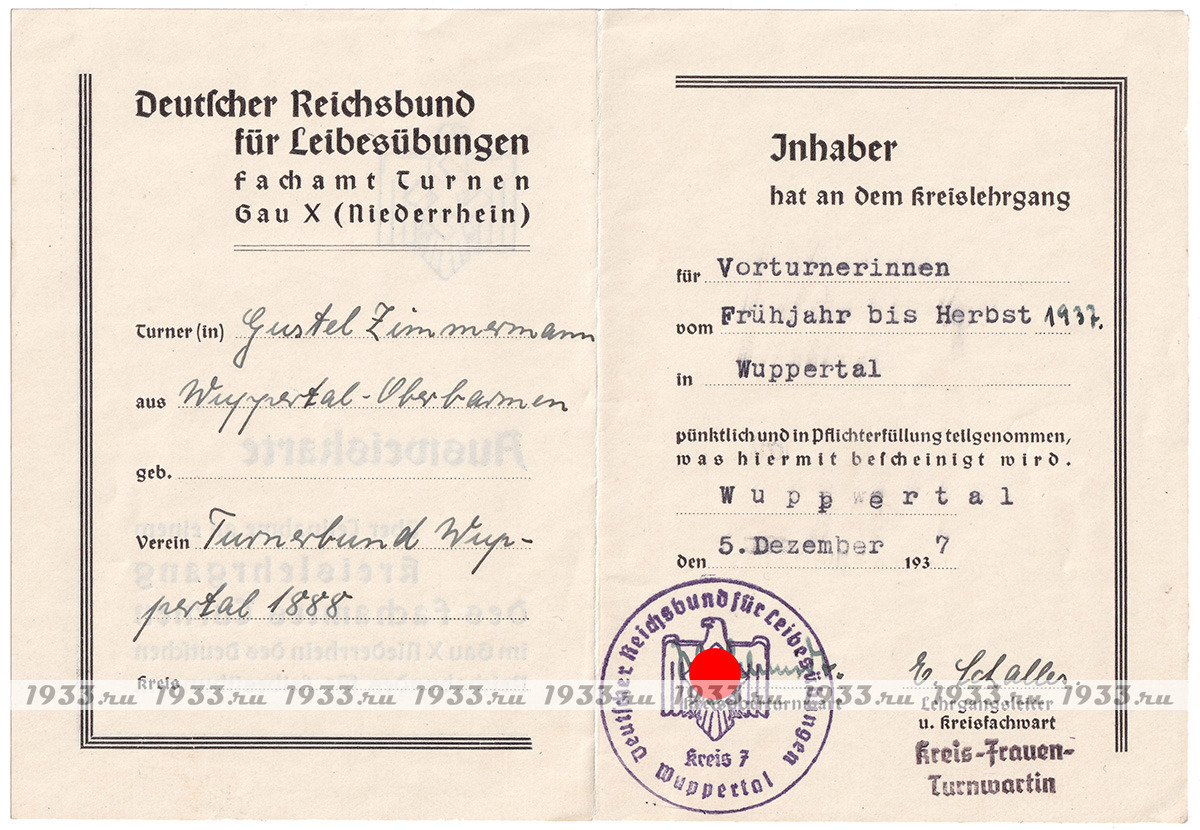 Deutscher Reichsbund
für Leibesübungen
Fachamt Turnen
Gau X (Niederrhein)
Turner(in) Gustel Zimmermann
aus Wuppertal-Oberbarmen
geb.
Verein Turnerbund Wup-
pertal 1888
Kreis
Inhaber
hat an dem Kreislehrgang
für Vorturnerinnen
vom Frühjahr bis Herbst 1937.
in Wuppertal
pünktlich und in Pflichterfüllung teilgenommen,
was hiermit bescheinigt wird.
Wuppertal
den 5. Dezember 1937
Deutscher Reichsbund für Leibesübungen
Kreis 7
Wuppertal
E. Schaller.
Lehrgangsleiter
u. Kreisfachwart
Kreis-Frauen-
Turnwartin
1933.ru 1933.ru 1933.ru 1933.ru 1933.ru 1933.ru 1933.ru 1933.ru 1933.ru